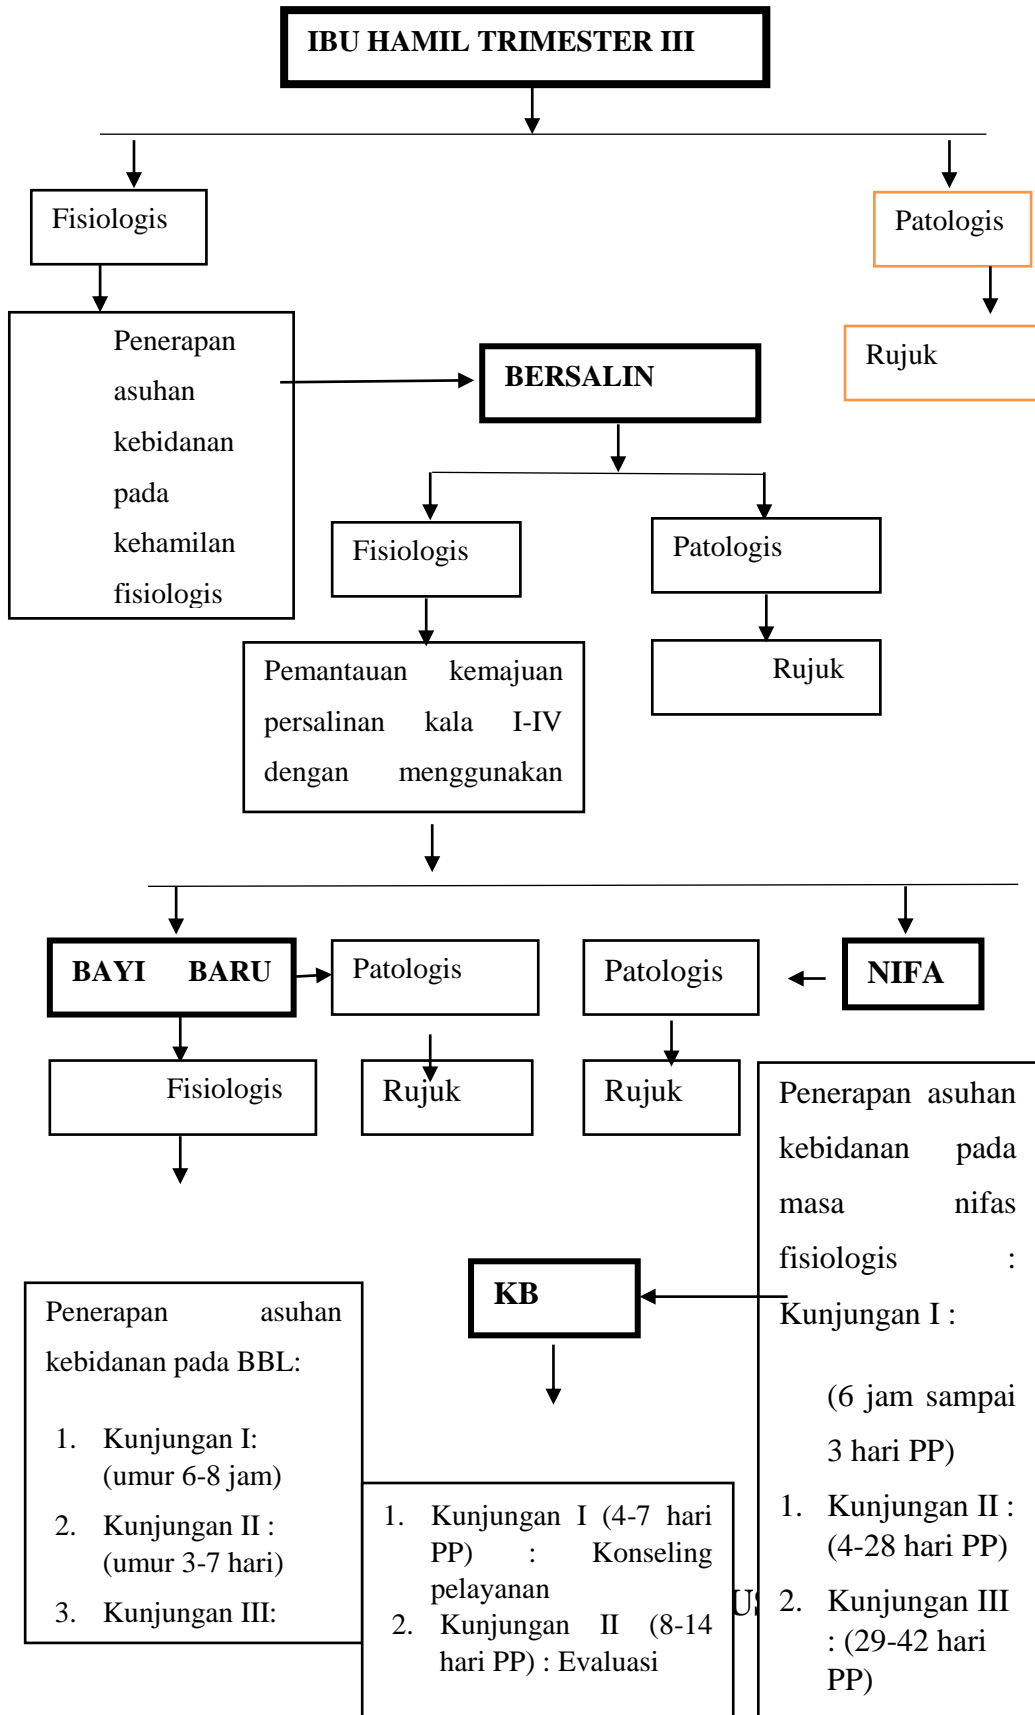 IBU HAMIL TRIMESTER III
Fisiologis
Patologis
Penerapan
asuhan
kebidanan
pada
kehamilan
fisiologis
BERSALIN
Rujuk
Fisiologis
Patologis
Pemantauan kemajuan
persalinan kala I-IV
dengan menggunakan
Rujuk
BAYI BARU
Patologis
Patologis
NIFA
Fisiologis
Rujuk
Rujuk
Penerapan asuhan
kebidanan pada
masa nifas
fisiologis :
Kunjungan I :
(6 jam sampai
3 hari PP)
1. Kunjungan II :
(4-28 hari PP)
2. Kunjungan III
: (29-42 hari
PP)
KB
Penerapan asuhan
kebidanan pada BBL:
1. Kunjungan I:
(umur 6-8 jam)
2. Kunjungan II :
(umur 3-7 hari)
3. Kunjungan III:
1. Kunjungan I (4-7 hari
PP) : Konseling
pelayanan
2. Kunjungan II (8-14
hari PP) : Evaluasi